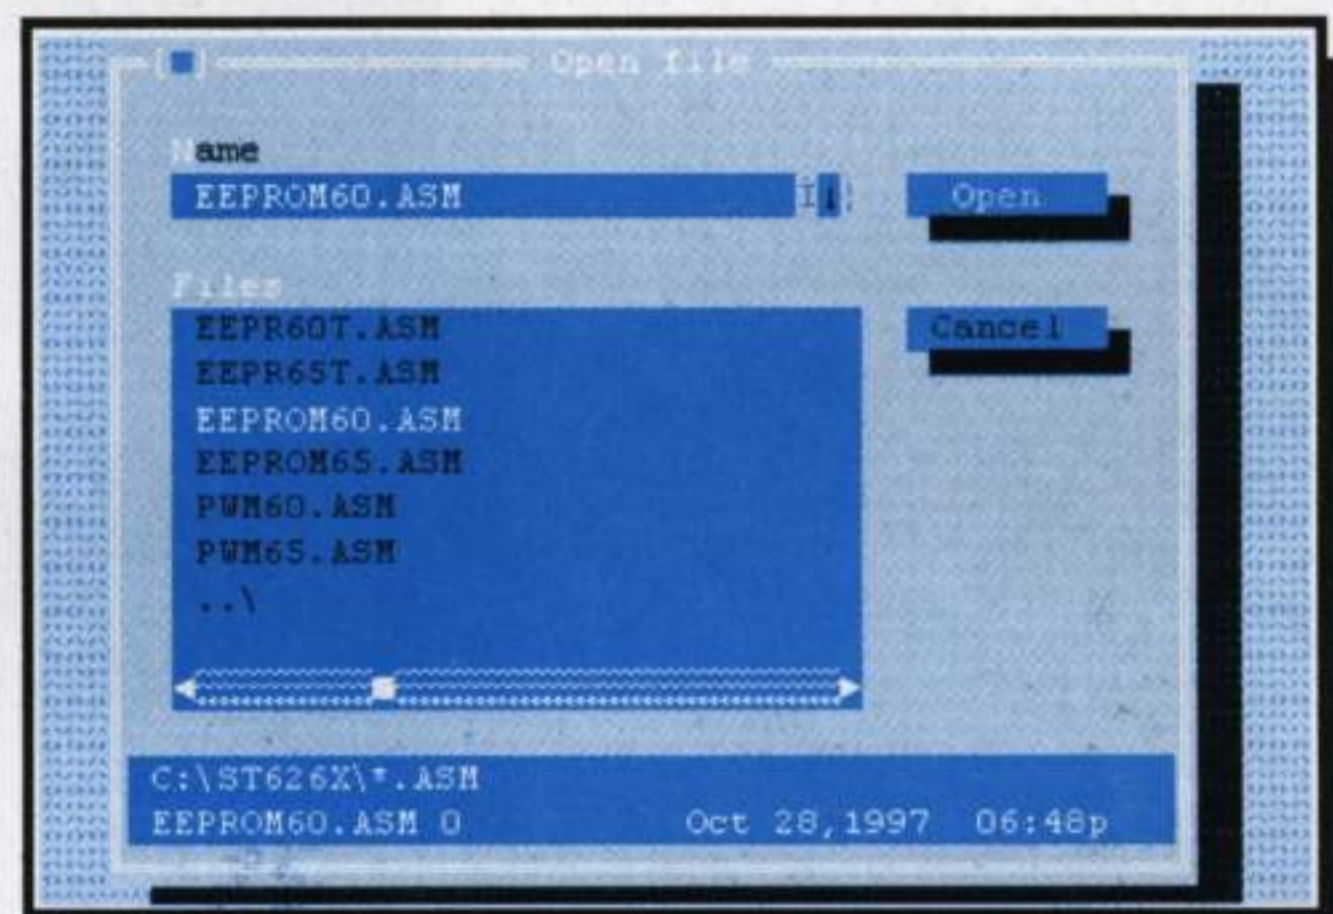 Open file
Name
EEPROM60.ASM
Open
Files
EEPR60T.ASM
EEPR65T.ASM
EEPROM60.ASM
EEPROM65.ASM
PWM60.ASM
PWM65.ASM
..\
Cancel
C:\ST626X\*.ASM
EEPROM60.ASM 0 Oct 28,1997 06:48p